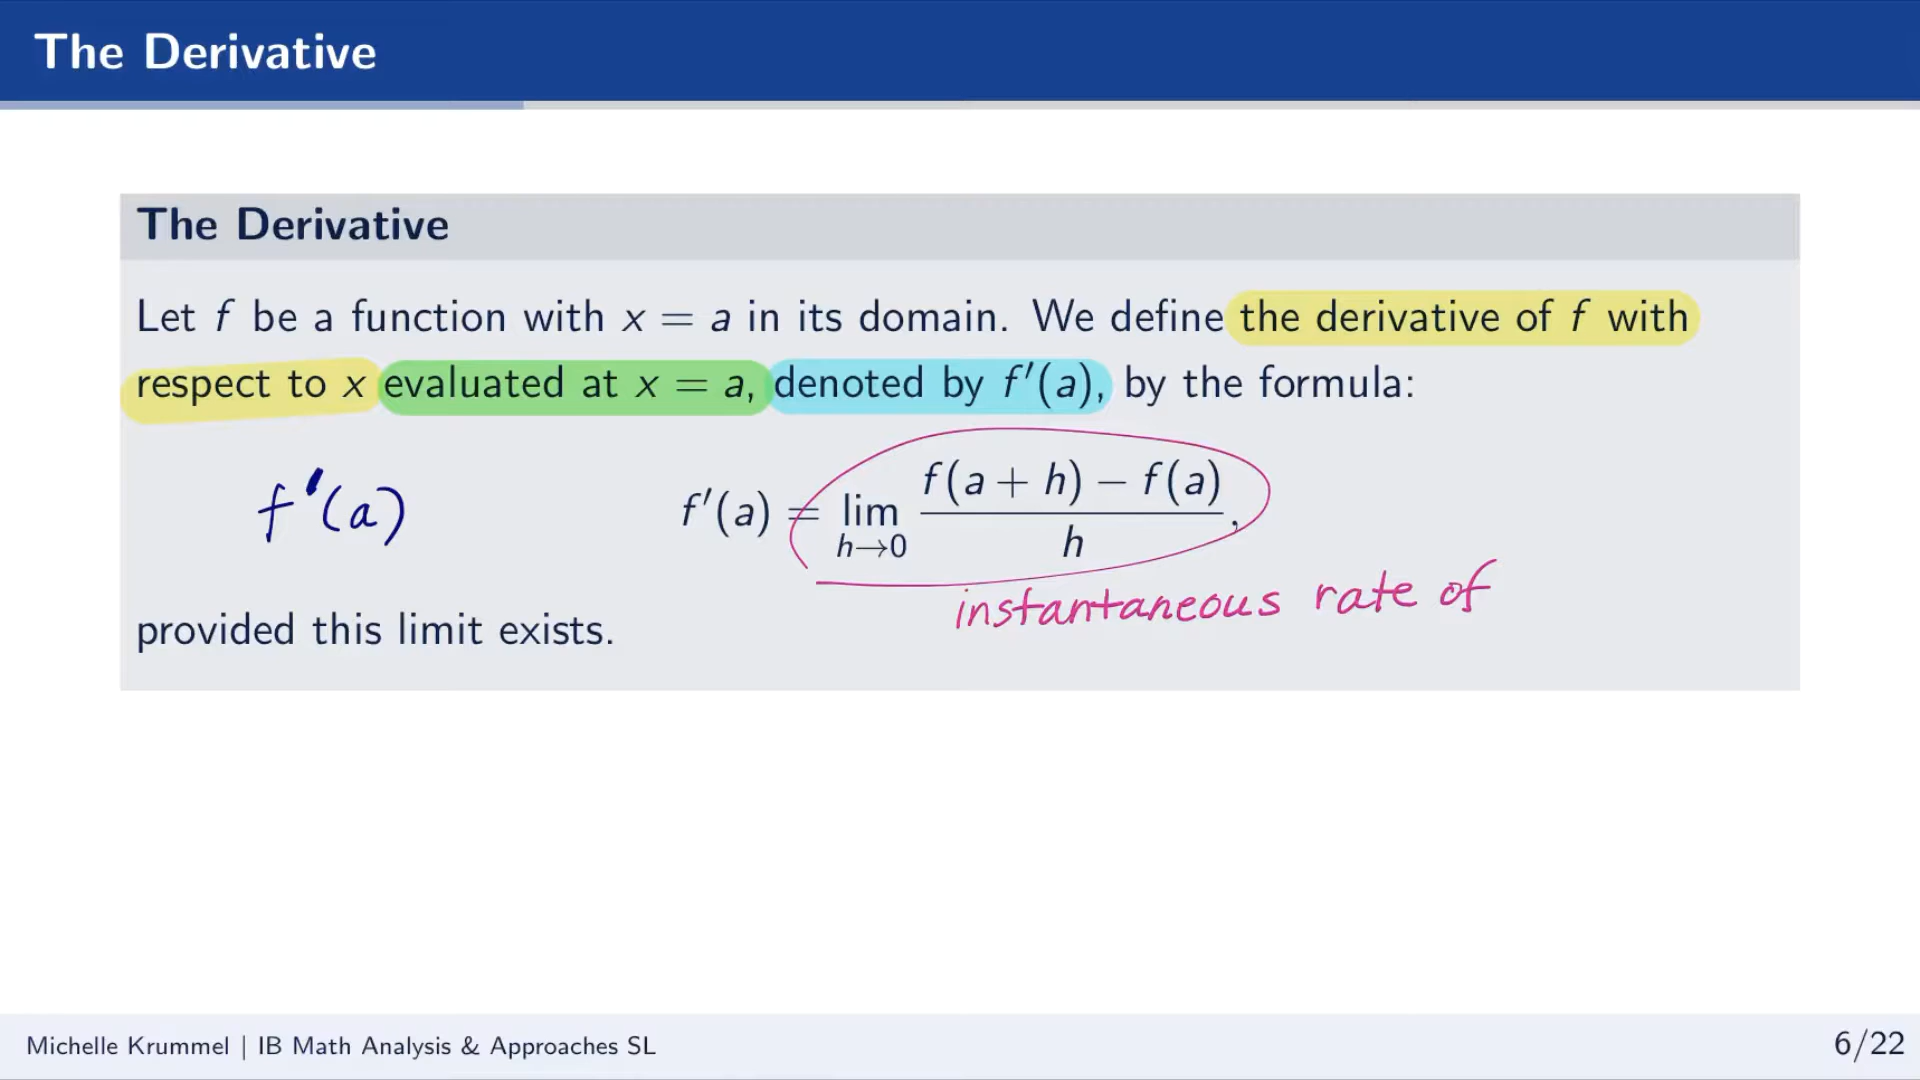 The Derivative
The Derivative
Let f be a function with x = a in its domain. We define the derivative of f with
respect to x evaluated at x = a, denoted by f′(a), by the formula:
f′(a)
f′(a) = lim h→0 f(a + h) − f(a) / h,
instantaneous rate of
provided this limit exists.
Michelle Krummel | IB Math Analysis & Approaches SL
6/22